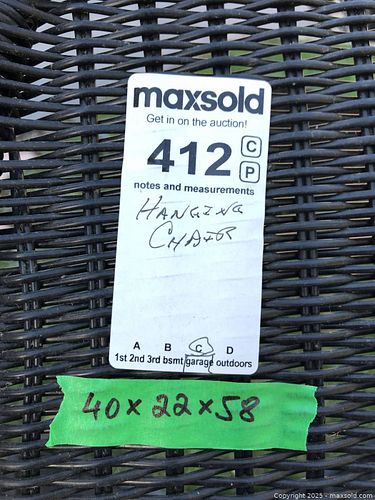 maxsold
Get in on the auction!
412 C
P
notes and measurements
HANGING
CHAIR
A B C D
1st 2nd 3rd bsmt garage outdoors
40 x 22 x 58
Copyright 2025 - maxsold.com